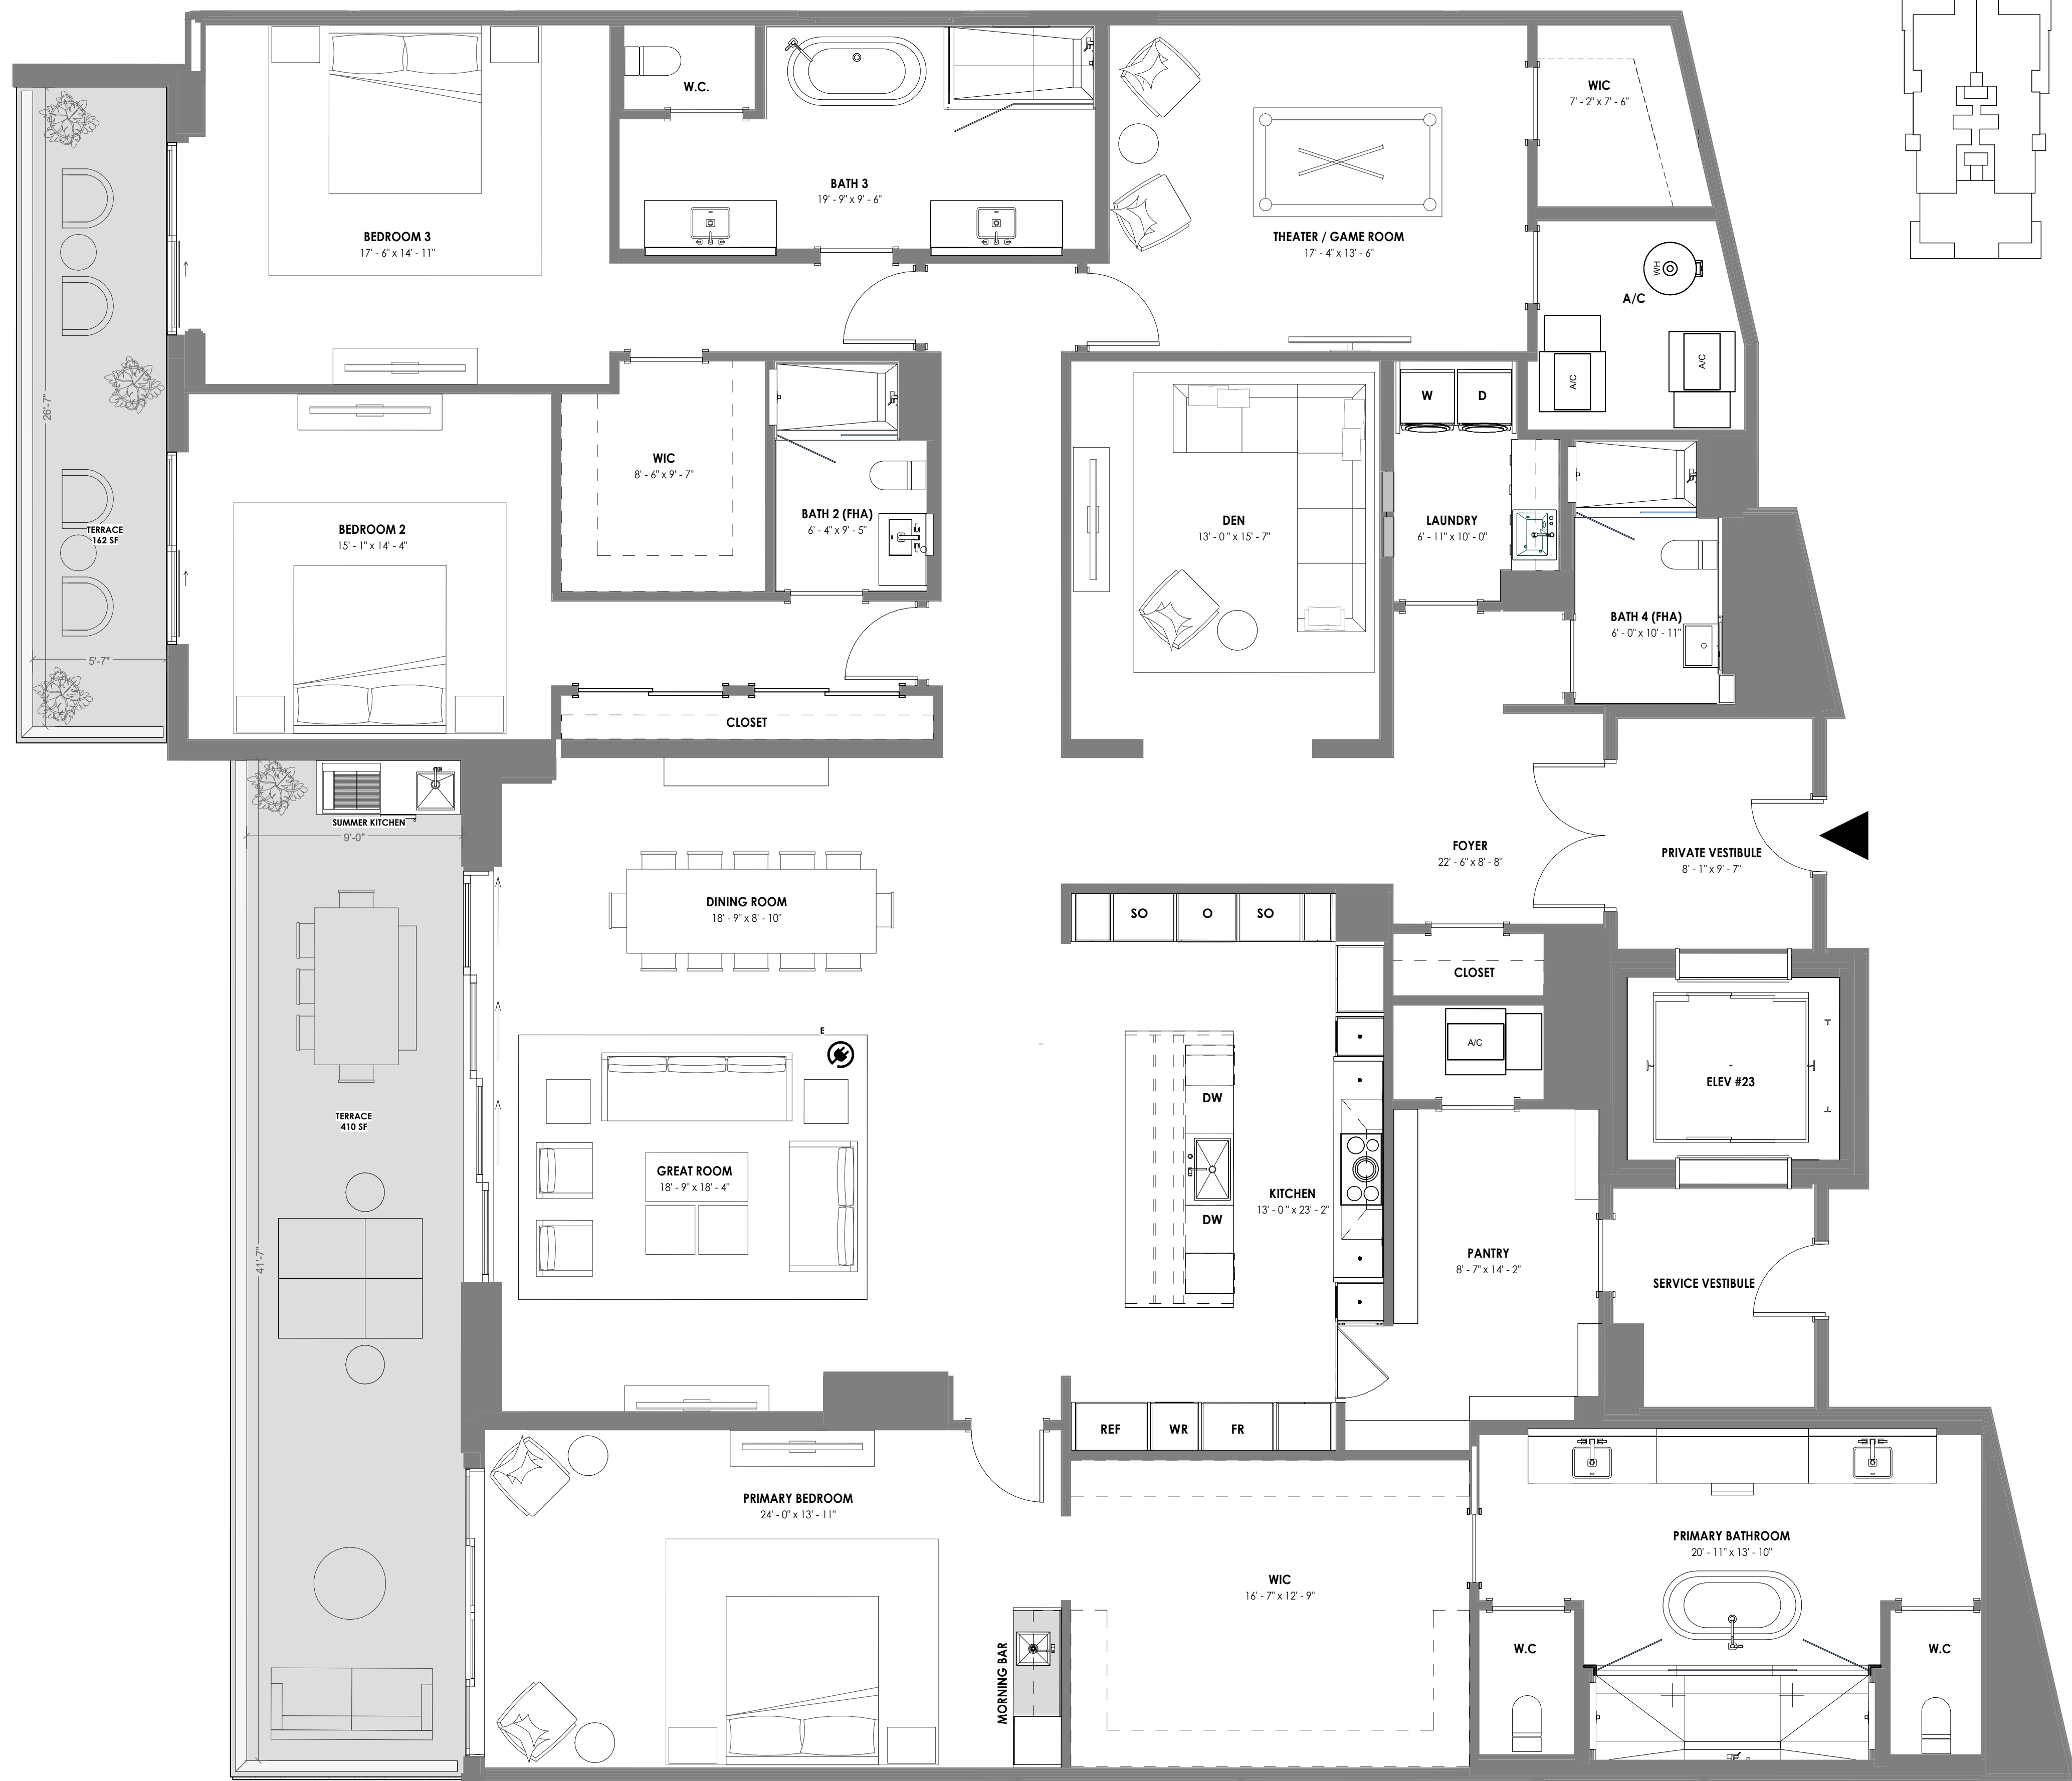 W.C.
WIC
7' - 2" x 7' - 6"
BATH 3
19' - 9" x 9' - 6"
BEDROOM 3
17' - 6" x 14' - 11"
THEATER / GAME ROOM
17' - 4" x 13' - 6"
WH
A/C
A/C
A/C
26'-7"
W
D
WIC
8' - 6" x 9' - 7"
BATH 2 (FHA)
6' - 4" x 9' - 5"
TERRACE
162 SF
BEDROOM 2
15' - 1" x 14' - 4"
DEN
13' - 0 " x 15' - 7"
LAUNDRY
6' - 11" x 10' - 0"
BATH 4 (FHA)
6' - 0" x 10' - 11"
5'-7"
CLOSET
SUMMER KITCHEN
9'-0"
FOYER
22' - 6" x 8' - 8"
PRIVATE VESTIBULE
8' - 1" x 9' - 7"
DINING ROOM
18' - 9" x 8' - 10"
SO
O
SO
CLOSET
E
A/C
ELEV #23
DW
TERRACE
410 SF
GREAT ROOM
18' - 9" x 18' - 4"
KITCHEN
13' - 0 " x 23' - 2"
DW
41'-7"
PANTRY
8' - 7" x 14' - 2"
SERVICE VESTIBULE
REF
WR
FR
PRIMARY BEDROOM
24' - 0" x 13' - 11"
PRIMARY BATHROOM
20' - 11" x 13' - 10"
WIC
16' - 7" x 12' - 9"
MORNING BAR
W.C
W.C